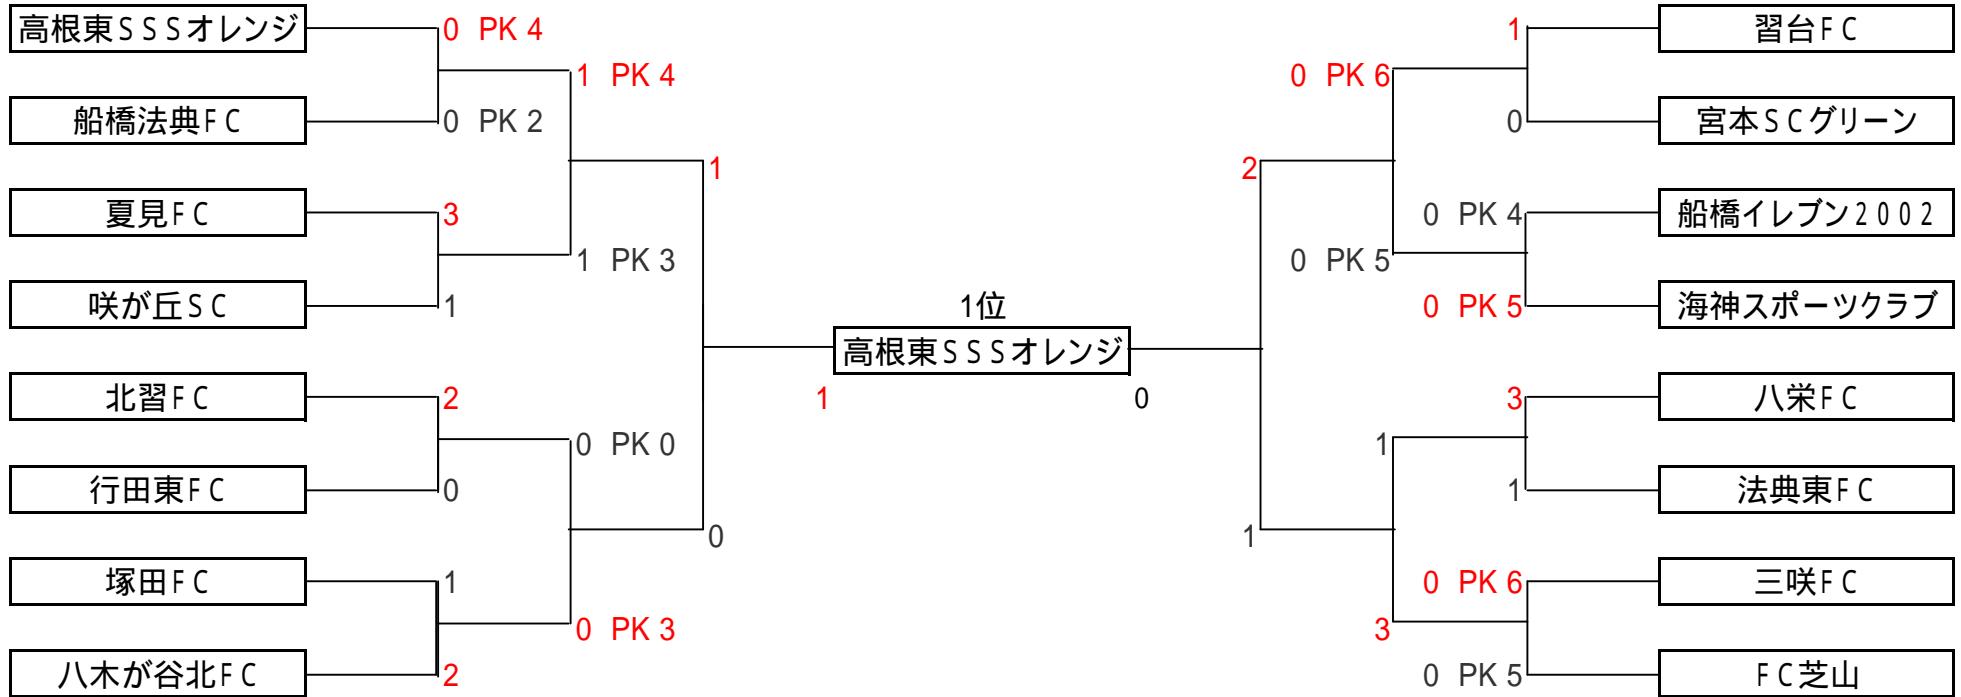 高根東ＳＳＳオレンジ 0 PK 4 1 習台ＦＣ
1 PK 4 0 PK 6
船橋法典ＦＣ 0 PK 2 0 宮本ＳＣグリーン
1 2
夏見ＦＣ 3 0 PK 4 船橋イレブン２００２
1 PK 3 0 PK 5
咲が丘ＳＣ 1 1位 0 PK 5 海神スポーツクラブ
高根東ＳＳＳオレンジ
北習ＦＣ 2 1 0 3 八栄ＦＣ
0 PK 0 1
行田東ＦＣ 0 1 法典東ＦＣ
0 1
塚田ＦＣ 1 0 PK 6 三咲ＦＣ
0 PK 3 3
八木が谷北ＦＣ 2 0 PK 5 ＦＣ芝山